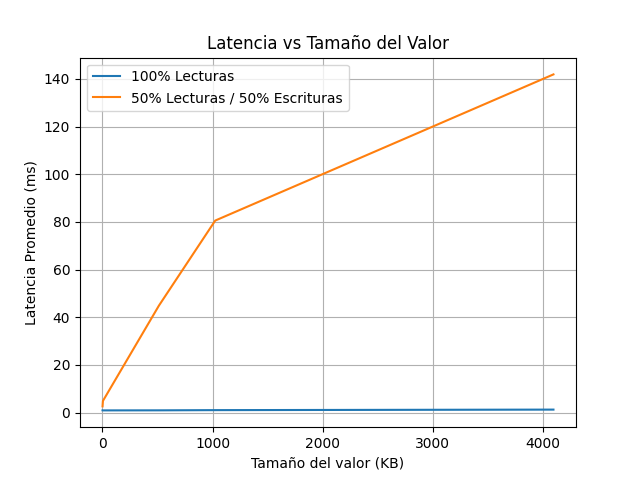 Latencia vs Tamaño del Valor
100% Lecturas
50% Lecturas / 50% Escrituras
Latencia Promedio (ms)
140
120
100
80
60
40
20
0
0 1000 2000 3000 4000
Tamaño del valor (KB)